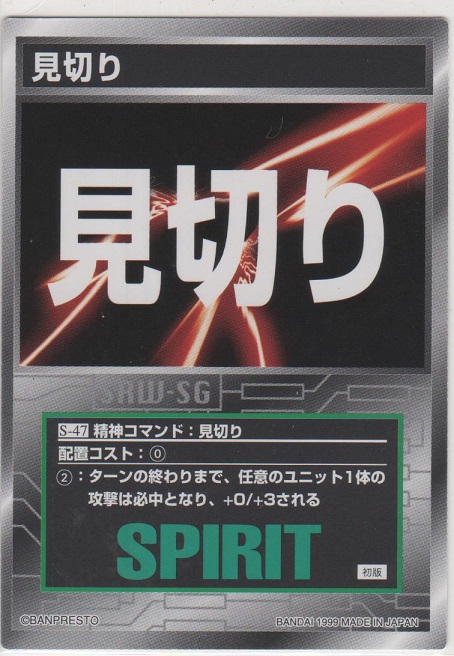 見切り
見切り
SRW-SG
S-47 精神コマンド：見切り
配置コスト：⓪
②：ターンの終わりまで、任意のユニット1体の
攻撃は必中となり、+0/+3される
SPIRIT
初版
©BANPRESTO
BANDAI 1999 MADE IN JAPAN